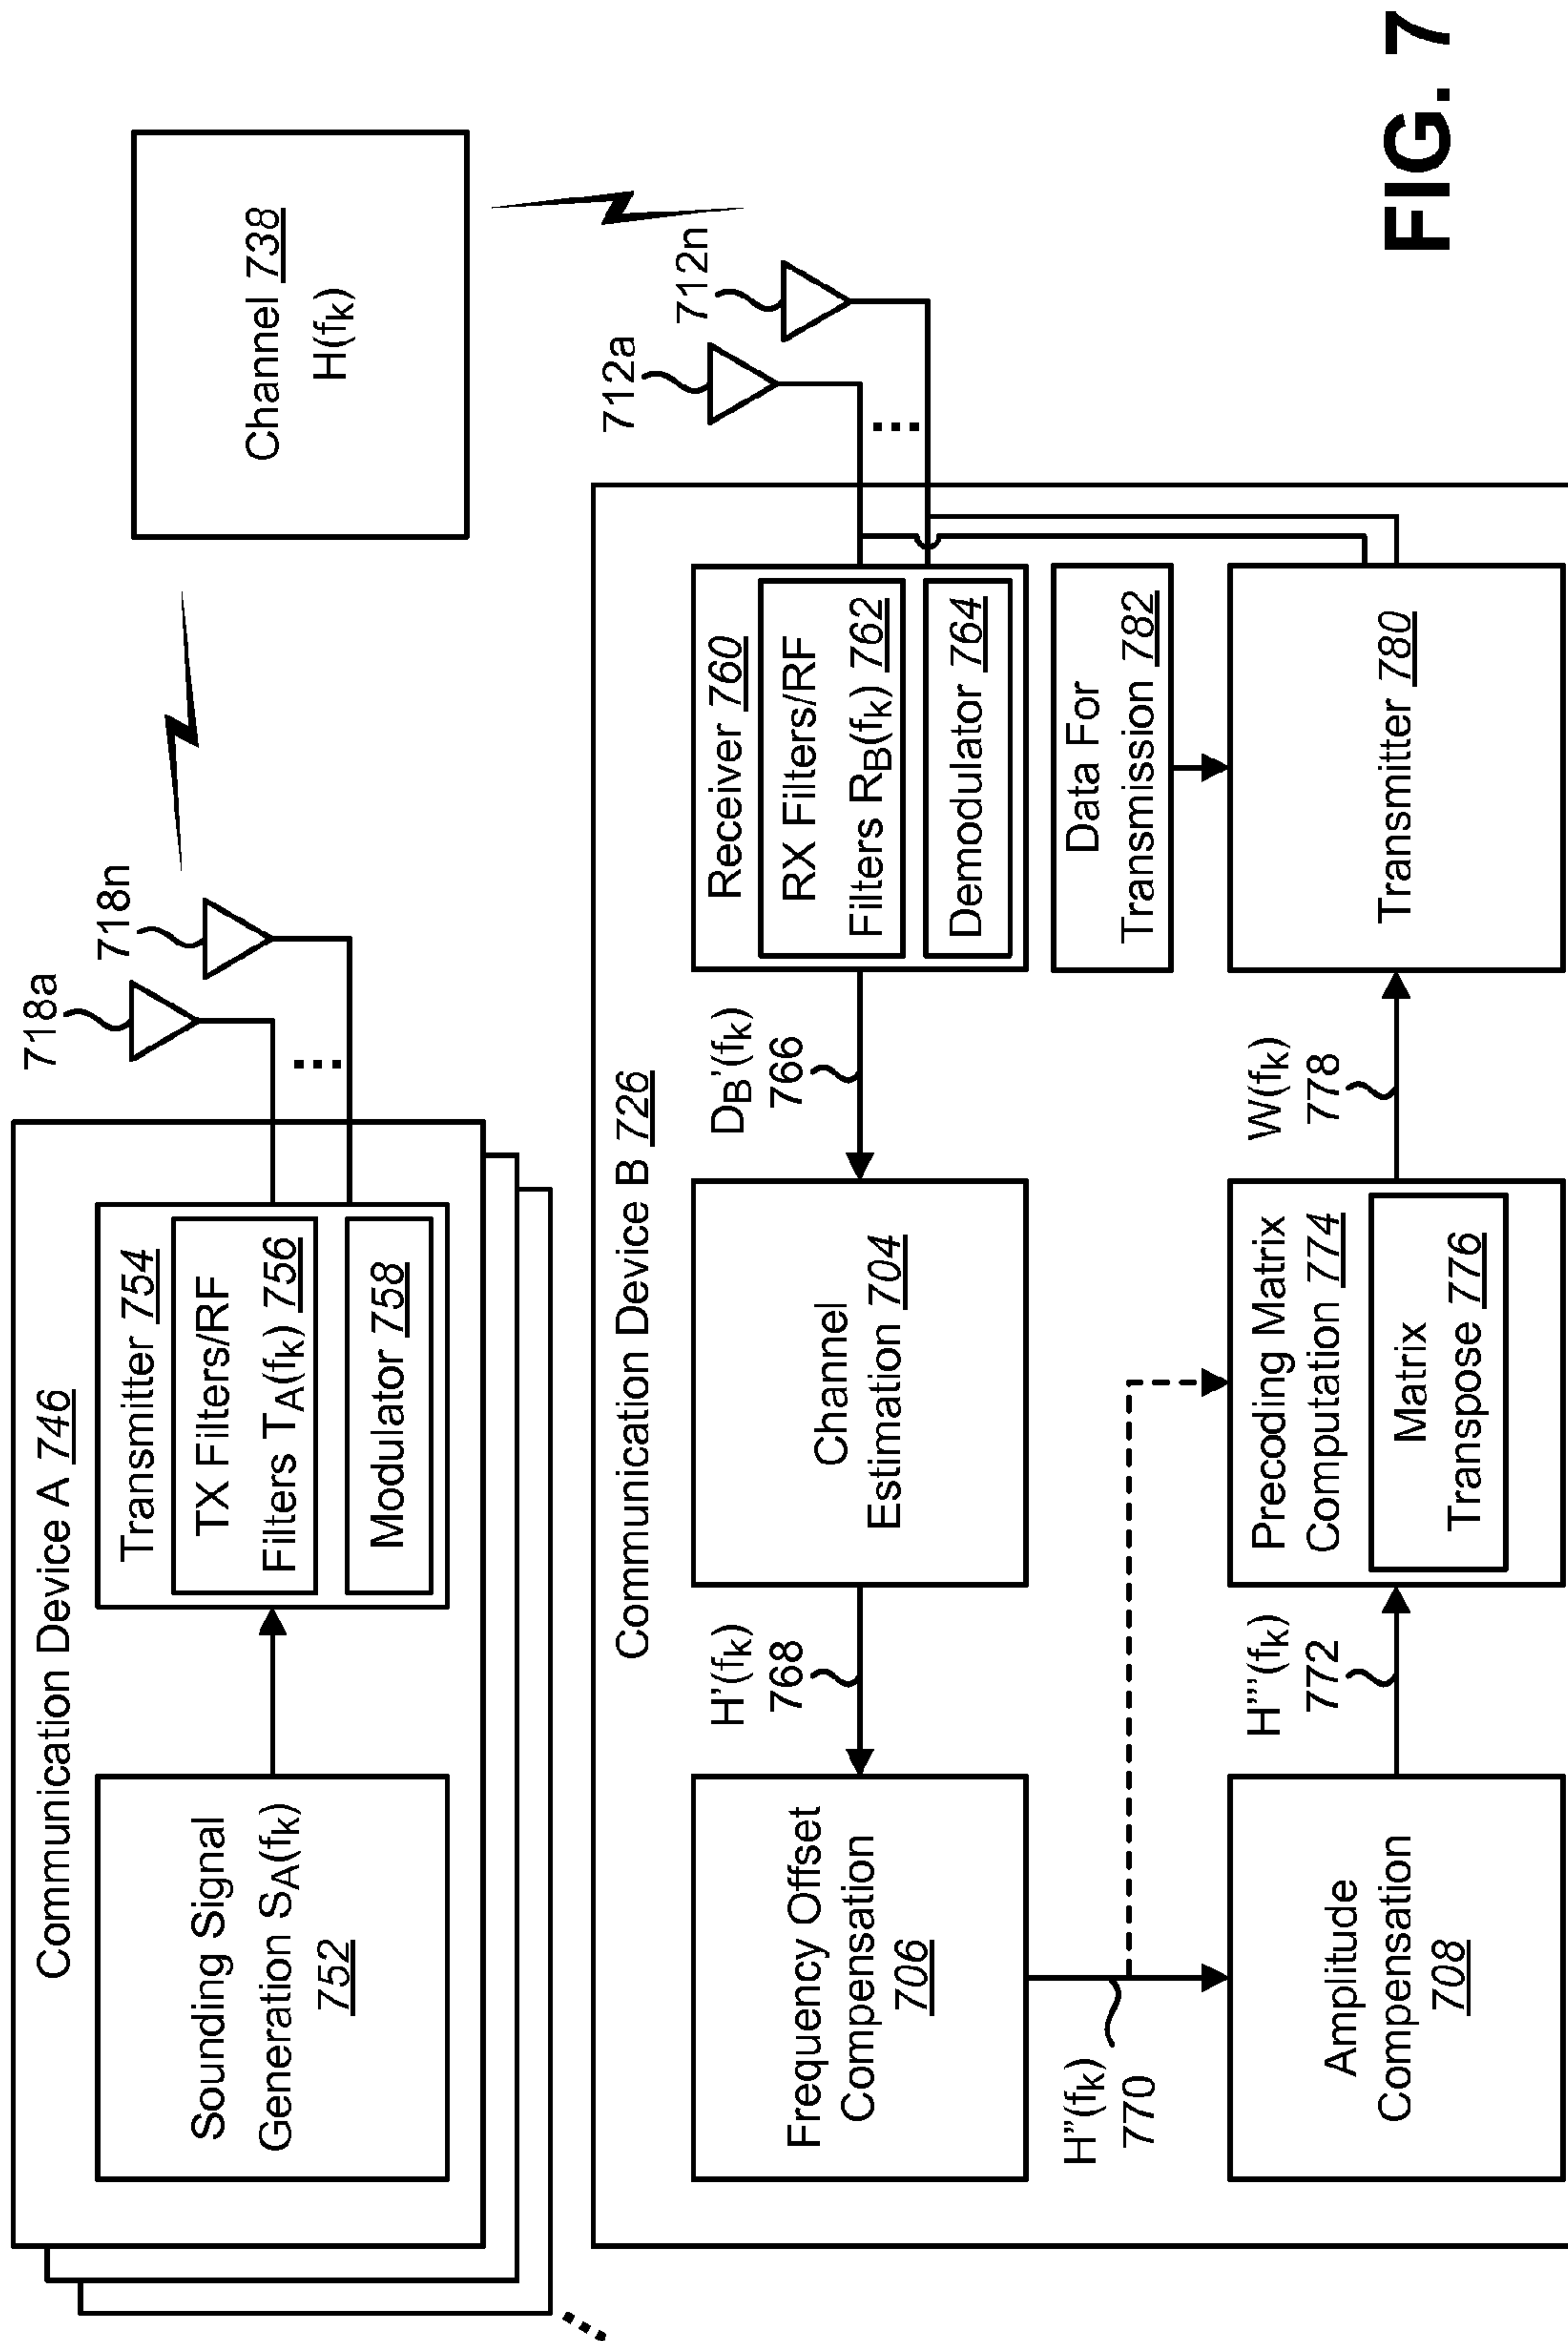 Communication Device A 746
Sounding Signal
Generation SA(fk)
752
Transmitter 754
TX Filters/RF
Filters TA(fk) 756
Modulator 758
718a
718n
...
Channel 738
H(fk)
Communication Device B 726
712a
712n
...
Receiver 760
RX Filters/RF
Filters RB(fk) 762
Demodulator 764
DB'(fk)
766
Channel
Estimation 704
H'(fk)
768
Frequency Offset
Compensation
706
H''(fk)
770
Amplitude
Compensation
708
H'''(fk)
772
Precoding Matrix
Computation 774
Matrix
Transpose 776
W(fk)
778
Data For
Transmission 782
Transmitter 780
FIG. 7